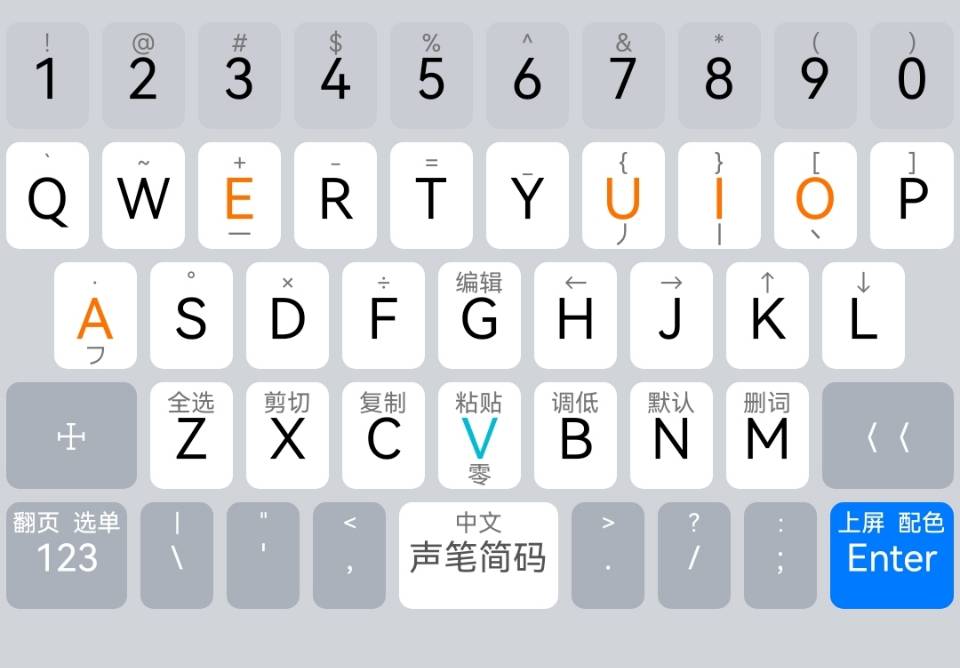 ! @ # $ % ^ & * ( )
1 2 3 4 5 6 7 8 9 0
` ~ + - = _ { } [ ]
Q W E R T Y U I O P
一 丿 丨 丶
· ° × ÷ 编辑 ← → ↑ ↓
A S D F G H J K L
フ
全选 剪切 复制 粘贴 调低 默认 删词
Z X C V B N M 〈〈
零
翻页 选单 | " < 中文 > ? : 上屏 配色
123 \ ' , 声笔简码 . / ; Enter